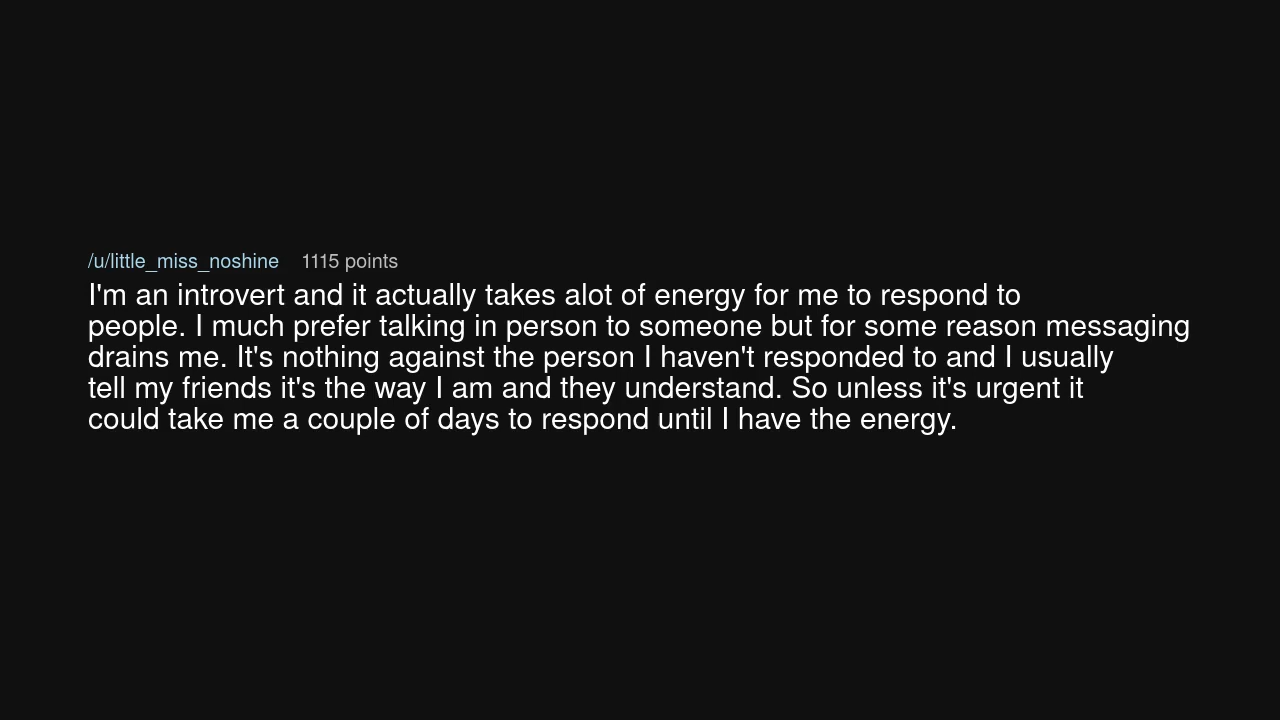 /u/little_miss_noshine 1115 points
I'm an introvert and it actually takes alot of energy for me to respond to
people. I much prefer talking in person to someone but for some reason messaging
drains me. It's nothing against the person I haven't responded to and I usually
tell my friends it's the way I am and they understand. So unless it's urgent it
could take me a couple of days to respond until I have the energy.